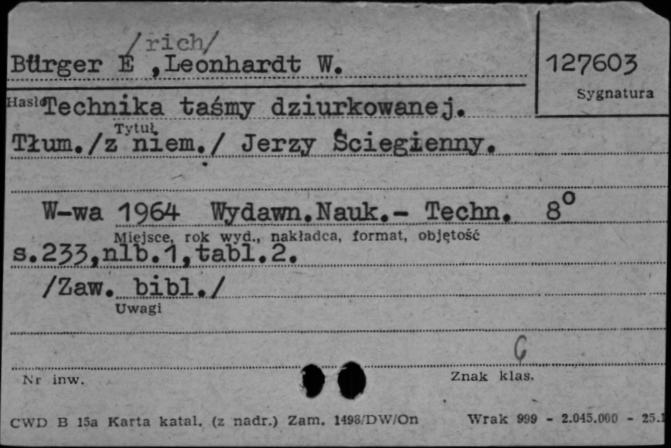 /rich/
Bürger E ,Leonhardt W.
127603
Sygnatura
Hasło
Technika taśmy dziurkowanej.
Tytuł
Tłum./z niem./ Jerzy Ściegienny.
W-wa 1964 Wydawn.Nauk.- Techn. 8°
Miejsce, rok wyd., nakładca, format, objętość
s.233,nlb.1,tabl.2.
/Zaw. bibl./
Uwagi
6
Nr inw.
Znak klas.
CWD B 15a Karta katal. (z nadr.) Zam. 1498/DW/On Wrak 999 - 2.045.000 - 25.